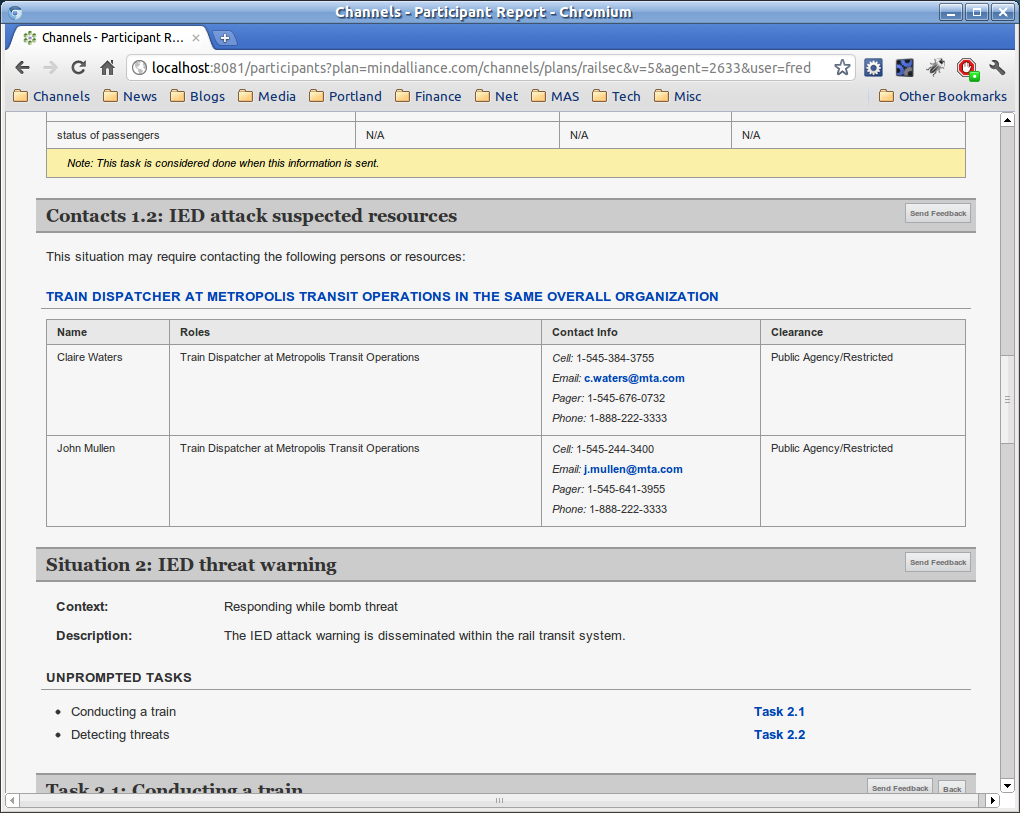 Channels - Participant Report - Chromium
Channels - Participant R...
localhost:8081/participants?plan=mindalliance.com/channels/plans/railsec&v=5&agent=2633&user=fred
Channels News Blogs Media Portland Finance Net MAS Tech Misc Other Bookmarks
status of passengers N/A N/A N/A
Note: This task is considered done when this information is sent.
Contacts 1.2: IED attack suspected resources Send Feedback
This situation may require contacting the following persons or resources:
TRAIN DISPATCHER AT METROPOLIS TRANSIT OPERATIONS IN THE SAME OVERALL ORGANIZATION
Name Roles Contact Info Clearance
Claire Waters Train Dispatcher at Metropolis Transit Operations Cell: 1-545-384-3755 Public Agency/Restricted
Email: c.waters@mta.com
Pager: 1-545-676-0732
Phone: 1-888-222-3333
John Mullen Train Dispatcher at Metropolis Transit Operations Cell: 1-545-244-3400 Public Agency/Restricted
Email: j.mullen@mta.com
Pager: 1-545-641-3955
Phone: 1-888-222-3333
Situation 2: IED threat warning Send Feedback
Context: Responding while bomb threat
Description: The IED attack warning is disseminated within the rail transit system.
UNPROMPTED TASKS
• Conducting a train Task 2.1
• Detecting threats Task 2.2
Task 2.1: Conducting a train Send Feedback Back